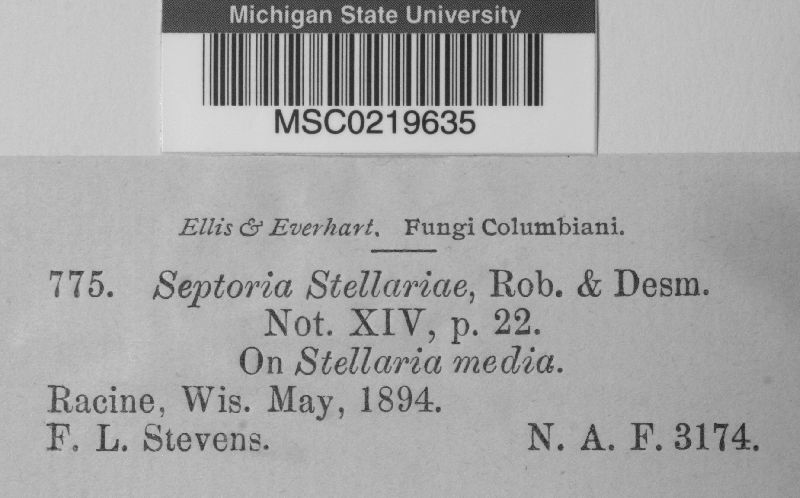 Michigan State University
MSC0219635
Ellis & Everhart. Fungi Columbiani.
775. Septoria Stellariae, Rob. & Desm.
Not. XIV, p. 22.
On Stellaria media.
Racine, Wis. May, 1894.
F. L. Stevens. N. A. F. 3174.